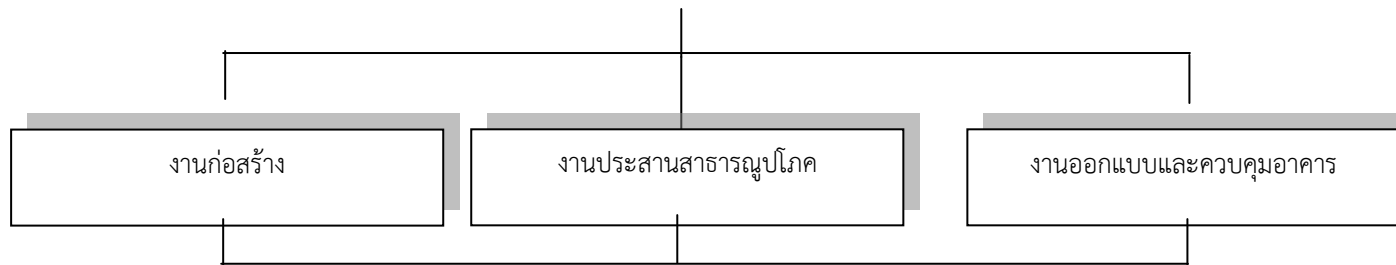 งานก่อสร้าง
งานประสานสาธารณูปโภค
งานออกแบบและควบคุมอาคาร